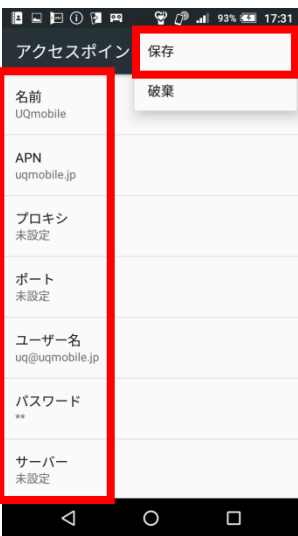 93% 17:31
アクセスポイン
保存
破棄
名前
UQmobile
APN
uqmobile.jp
プロキシ
未設定
ポート
未設定
ユーザー名
uq@uqmobile.jp
パスワード
**
サーバー
未設定